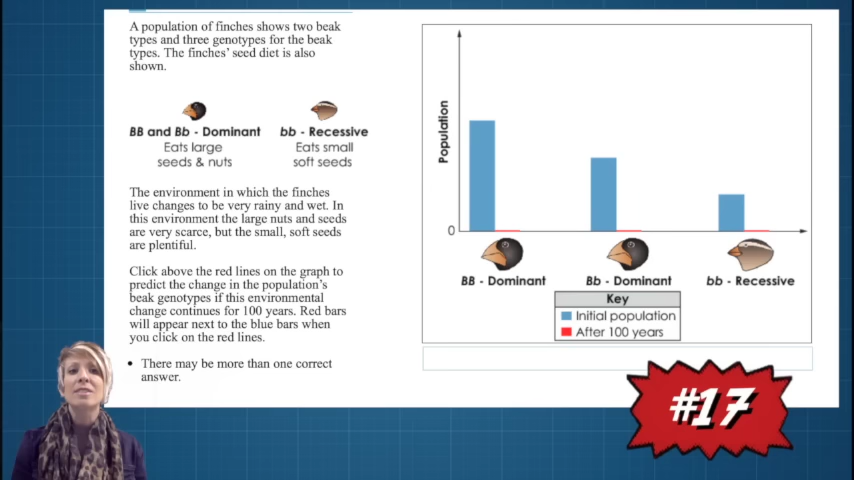 A population of finches shows two beak
types and three genotypes for the beak
types. The finches' seed diet is also
shown.
BB and Bb - Dominant
Eats large
seeds & nuts
bb - Recessive
Eats small
soft seeds
The environment in which the finches
live changes to be very rainy and wet. In
this environment the large nuts and seeds
are very scarce, but the small, soft seeds
are plentiful.
Click above the red lines on the graph to
predict the change in the population's
beak genotypes if this environmental
change continues for 100 years. Red bars
will appear next to the blue bars when
you click on the red lines.
• There may be more than one correct
answer.
Population
0
BB - Dominant
Bb - Dominant
bb - Recessive
Key
Initial population
After 100 years
#17